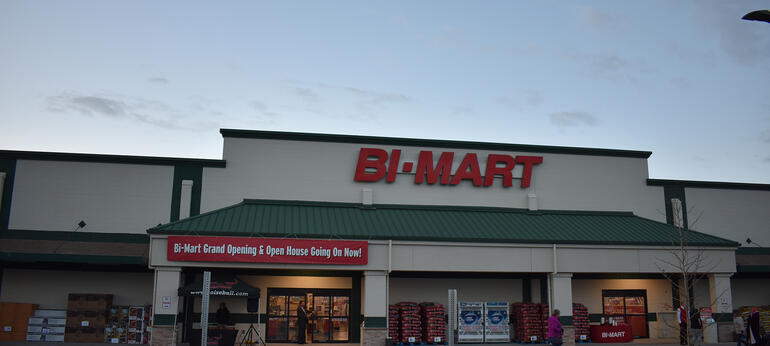 BI-MART
Bi-Mart Grand Opening & Open House Going On Now!
BI-MART